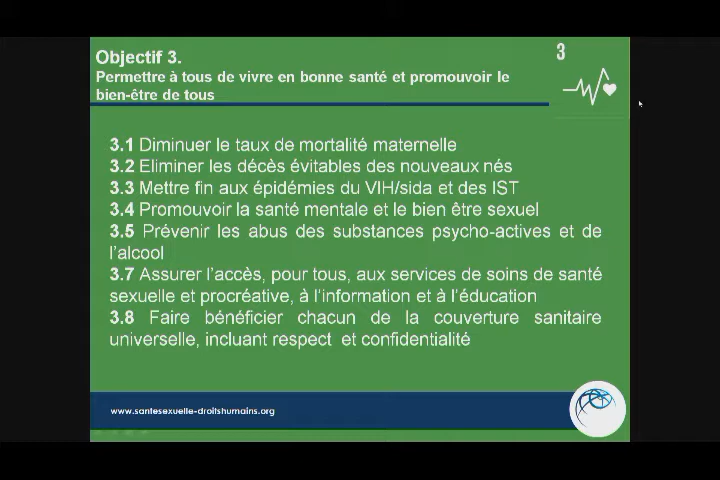 Objectif 3.
Permettre à tous de vivre en bonne santé et promouvoir le
bien-être de tous
3
3.1 Diminuer le taux de mortalité maternelle
3.2 Eliminer les décès évitables des nouveaux nés
3.3 Mettre fin aux épidémies du VIH/sida et des IST
3.4 Promouvoir la santé mentale et le bien être sexuel
3.5 Prévenir les abus des substances psycho-actives et de
l'alcool
3.7 Assurer l'accès, pour tous, aux services de soins de santé
sexuelle et procréative, à l'information et à l'éducation
3.8 Faire bénéficier chacun de la couverture sanitaire
universelle, incluant respect et confidentialité
www.santesexuelle-droitshumains.org